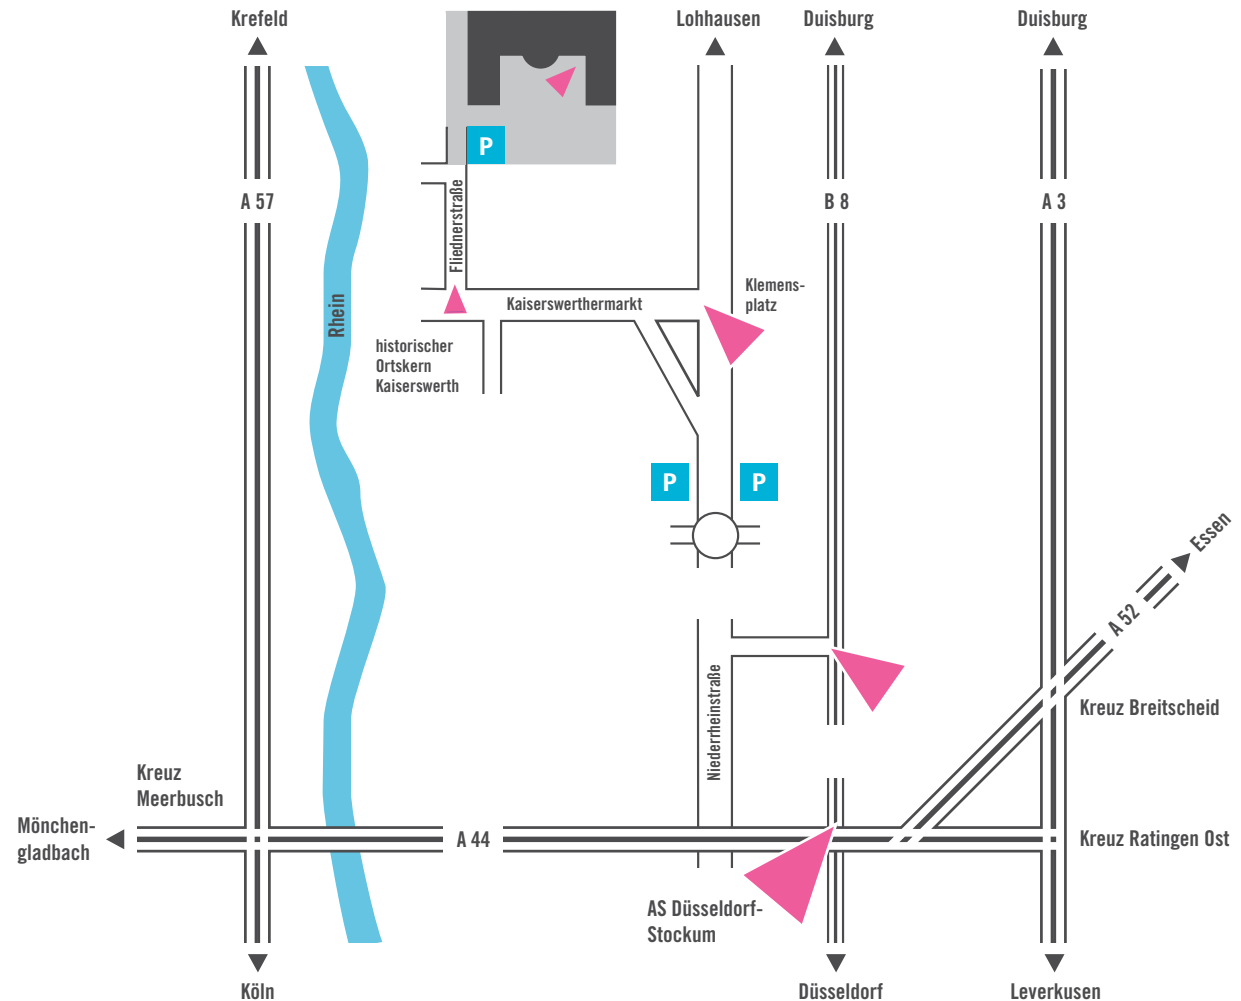 Krefeld
Lohhausen
Duisburg
Duisburg
P
A 57
B 8
A 3
Fliednerstraße
Rhein
Kaiserswerthermarkt
Klemens-
platz
historischer
Ortskern
Kaiserswerth
P
P
Essen
A 52
Niederrheinstraße
Kreuz Breitscheid
Kreuz
Meerbusch
Mönchen-
gladbach
A 44
Kreuz Ratingen Ost
AS Düsseldorf-
Stockum
Köln
Düsseldorf
Leverkusen